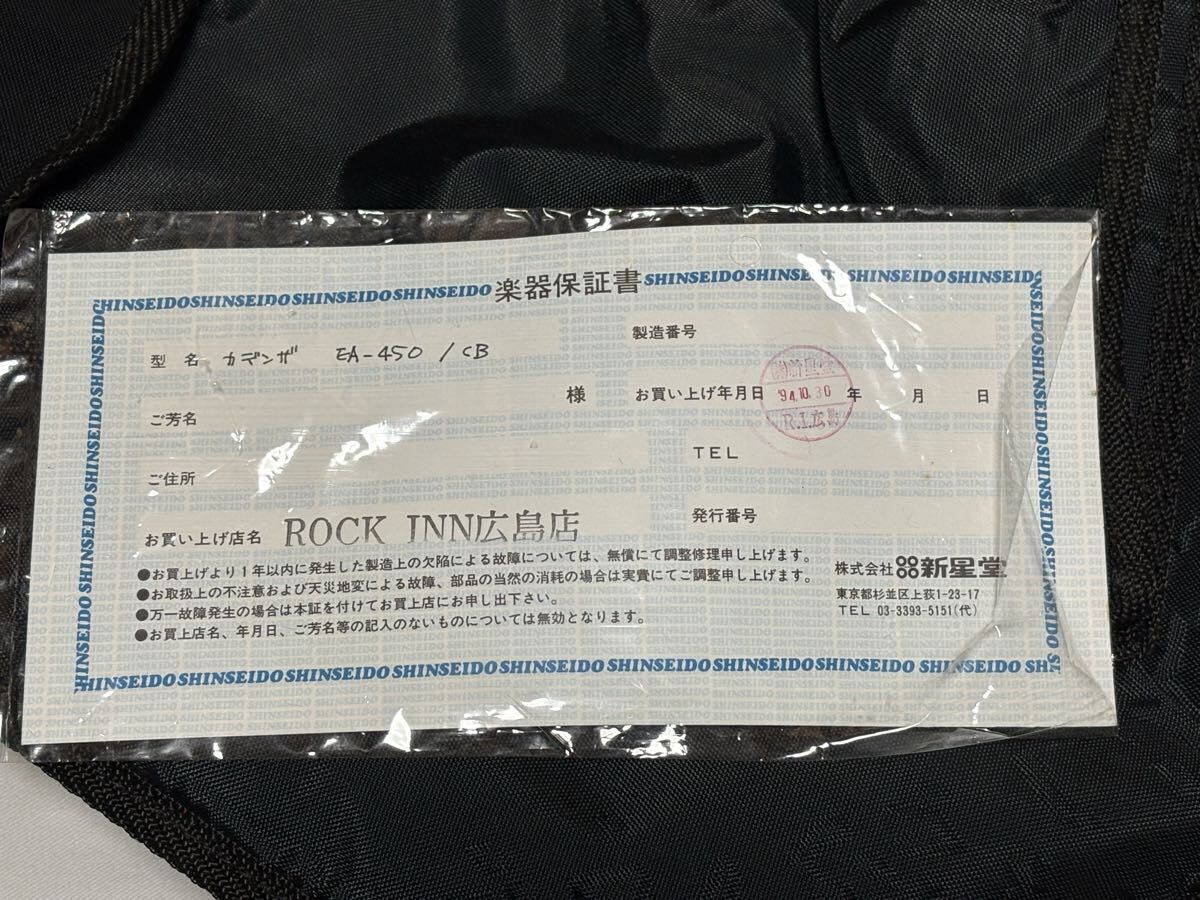 SHINSEIDO SHINSEIDO SHINSEIDO SHINSEIDO 楽器保証書 SHINSEIDO SHINSEIDO SHINSEIDO SHINSEIDO
型 名 カデンザ EA-450 / CB
製造番号
ご芳名 様
お買い上げ年月日 '94.10.30 年 月 日
新星堂
R.I.広島
ご住所
TEL
お買い上げ店名 ROCK INN広島店
発行番号
●お買上げより1年以内に発生した製造上の欠陥による故障については、無償にて調整修理申し上げます。
●お取扱上の不注意および天災地変による故障、部品の当然の消耗の場合は実費にてご調整申し上げます。
●万一故障発生の場合は本証を付けてお買上店にお申し出下さい。
●お買上店名、年月日、ご芳名等の記入のないものについては無効となります。
株式会社 新星堂
東京都杉並区上荻1-23-17
TEL 03-3393-5151(代)
SHINSEIDO SHINSEIDO SHINSEIDO SHINSEIDO SHINSEIDO SHINSEIDO SHINSEIDO SHINSEIDO SHINSEIDO